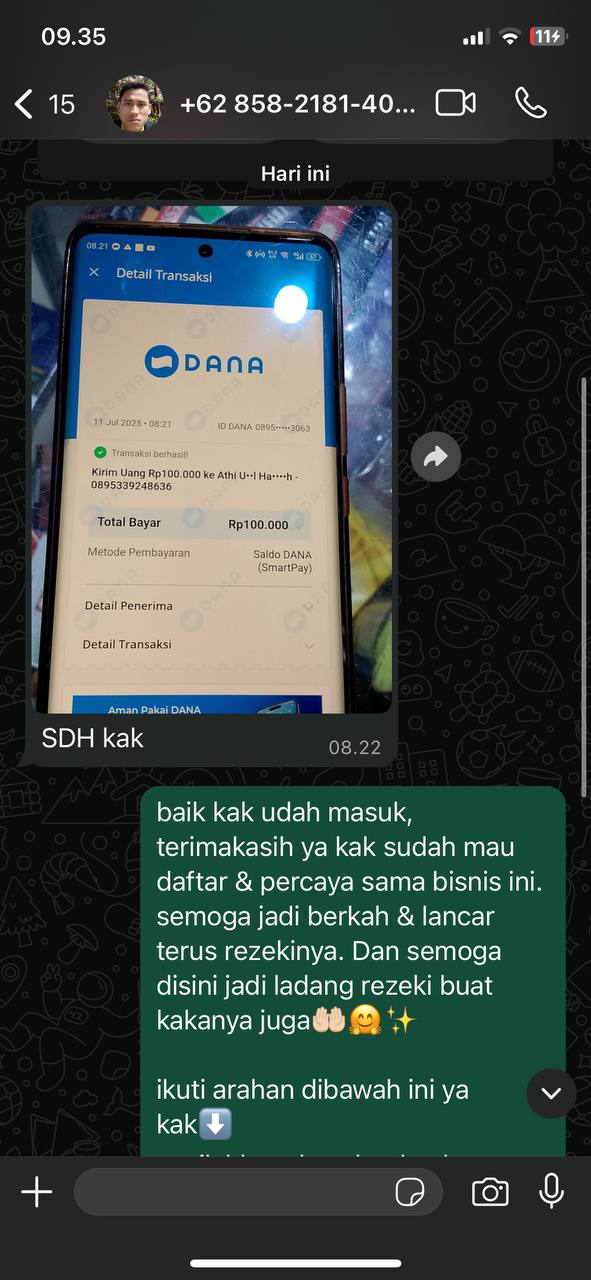 09.35
11
15
+62 858-2181-40...
Hari ini
08.21
Detail Transaksi
DANA
11 Jul 2025 • 08:21 ID DANA 0895•••••3063
Transaksi berhasil!
Kirim Uang Rp100.000 ke Athi U••l Ha••••h -
0895339248636
Total Bayar Rp100.000
Metode Pembayaran Saldo DANA
(SmartPay)
Detail Penerima
Detail Transaksi
Aman Pakai DANA
SDH kak
08.22
baik kak udah masuk,
terimakasih ya kak sudah mau
daftar & percaya sama bisnis ini.
semoga jadi berkah & lancar
terus rezekinya. Dan semoga
disini jadi ladang rezeki buat
kakanya juga🤲🏻🤗✨
ikuti arahan dibawah ini ya
kak⬇️